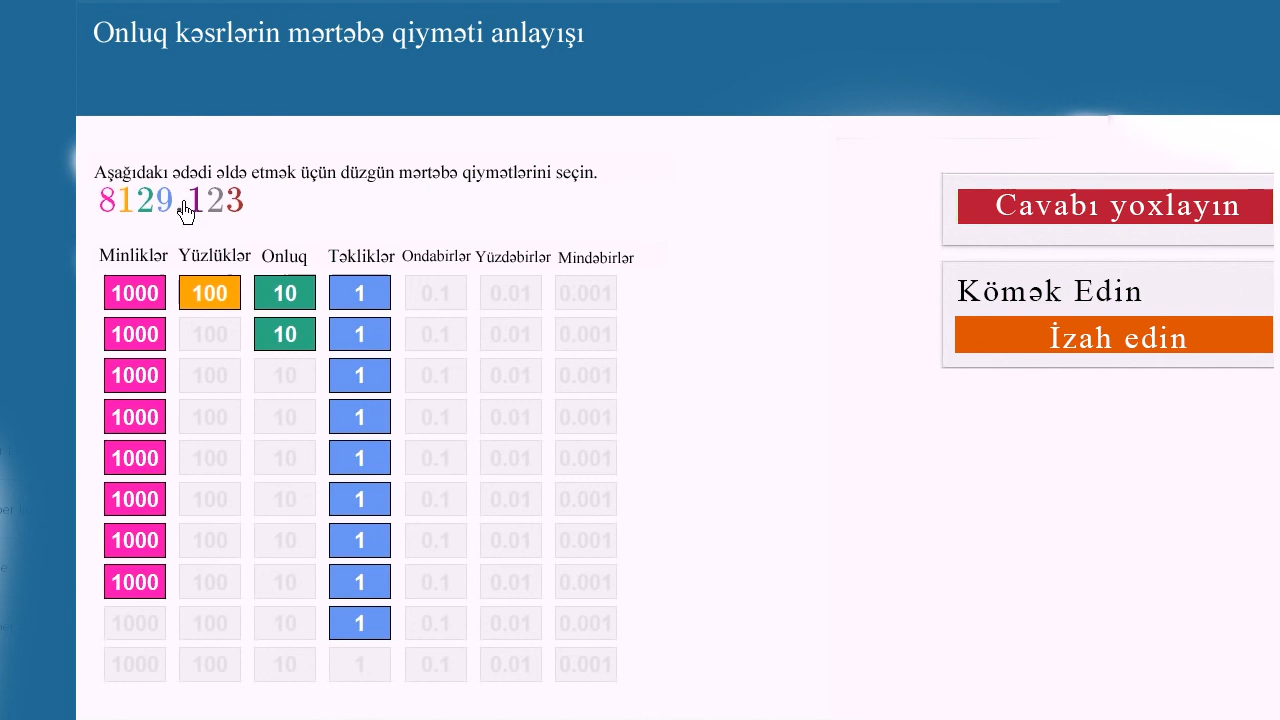 Onluq kəsrlərin mərtəbə qiyməti anlayışı
Aşağıdakı ədədi əldə etmək üçün düzgün mərtəbə qiymətlərini seçin.
8129.123
Minliklər Yüzlüklər Onluq Təkliklər Ondabirlər Yüzdəbirlər Mindəbirlər
1000 100 10 1 0.1 0.01 0.001
1000 100 10 1 0.1 0.01 0.001
1000 100 10 1 0.1 0.01 0.001
1000 100 10 1 0.1 0.01 0.001
1000 100 10 1 0.1 0.01 0.001
1000 100 10 1 0.1 0.01 0.001
1000 100 10 1 0.1 0.01 0.001
1000 100 10 1 0.1 0.01 0.001
1000 100 10 1 0.1 0.01 0.001
1000 100 10 1 0.1 0.01 0.001
Cavabı yoxlayın
Kömək Edin
İzah edin